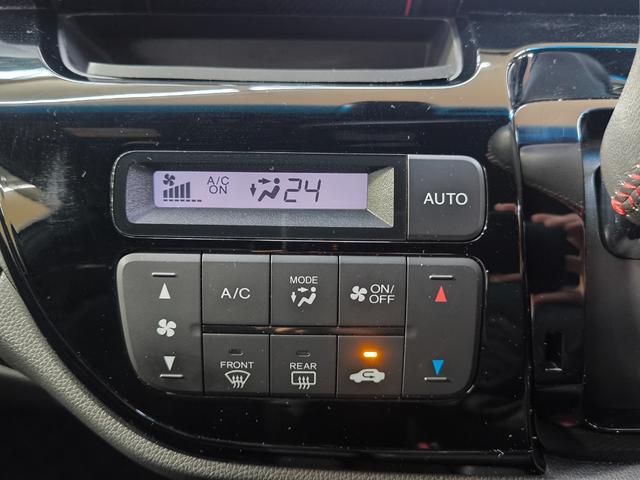 A/C ON 24
AUTO
A/C MODE ON/OFF
FRONT REAR